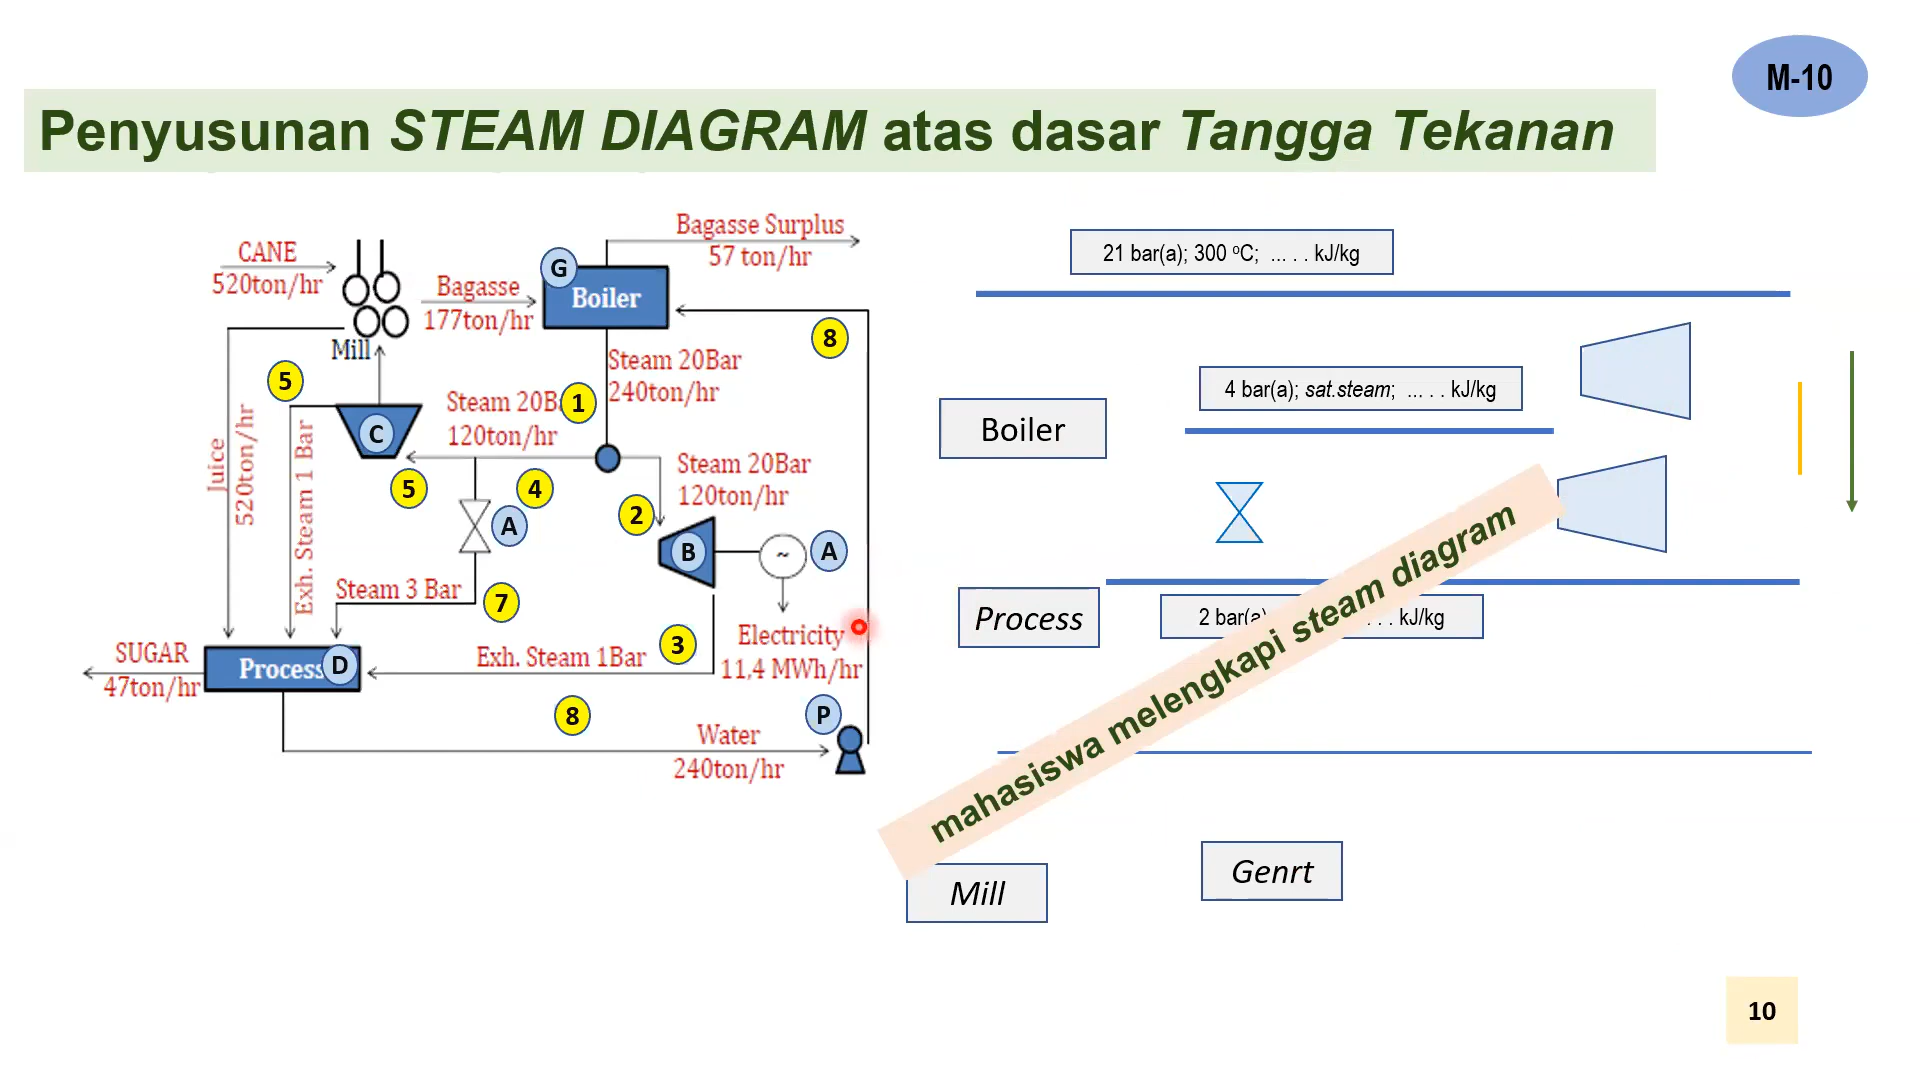 M-10
Penyusunan STEAM DIAGRAM atas dasar Tangga Tekanan
CANE
520ton/hr
Mill
Bagasse
177ton/hr
G
Boiler
Bagasse Surplus
57 ton/hr
8
Steam 20Bar
240ton/hr
5
Steam 20B
1
120ton/hr
C
Juice
520ton/hr
Exh. Steam 1 Bar
5
4
A
Steam 20Bar
120ton/hr
2
B
~
A
Steam 3 Bar
7
3
Electricity
11,4 MWh/hr
SUGAR
47ton/hr
Process
D
Exh. Steam 1Bar
8
P
Water
240ton/hr
21 bar(a); 300 ºC; ... . . kJ/kg
4 bar(a); sat.steam; ... . . kJ/kg
Boiler
Process
2 bar(a)
. . . kJ/kg
mahasiswa melengkapi steam diagram
Mill
Genrt
10